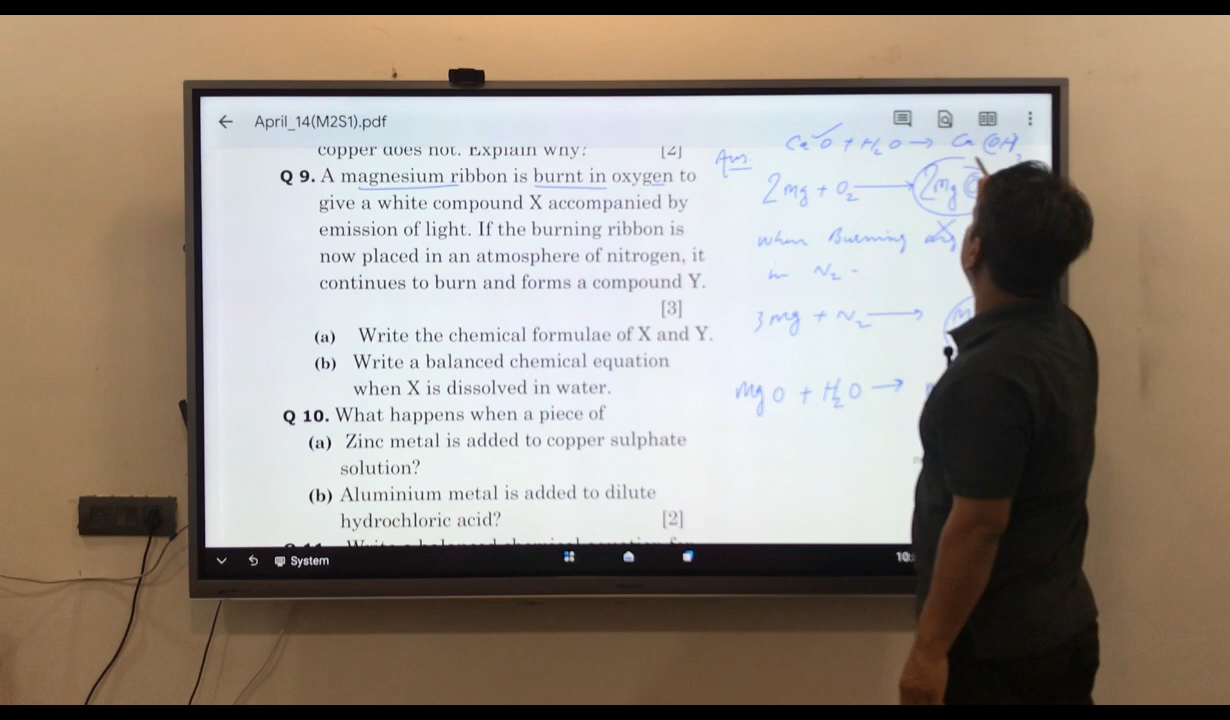 April_14(M2S1).pdf
copper does not. Explain why? [2]
Q 9. A magnesium ribbon is burnt in oxygen to
give a white compound X accompanied by
emission of light. If the burning ribbon is
now placed in an atmosphere of nitrogen, it
continues to burn and forms a compound Y.
[3]
(a) Write the chemical formulae of X and Y.
(b) Write a balanced chemical equation
when X is dissolved in water.
Q 10. What happens when a piece of
(a) Zinc metal is added to copper sulphate
solution?
(b) Aluminium metal is added to dilute
hydrochloric acid? [2]
System
10:
CaO + H2O → Ca(OH)
Ans
2Mg + O2 → 2Mg
when Burning
in N2
3Mg + N2 →
MgO + H2O →